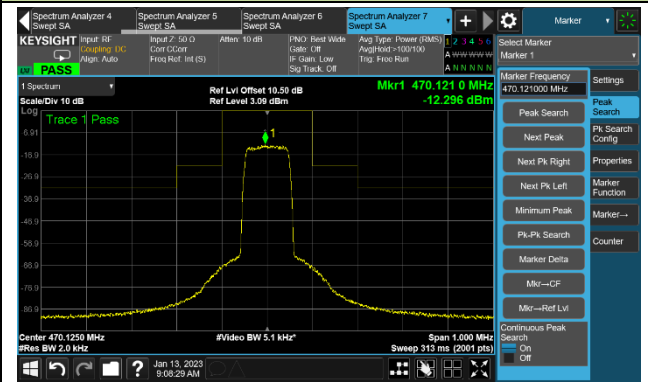 Spectrum Analyzer 4
Swept SA
Spectrum Analyzer 5
Swept SA
Spectrum Analyzer 6
Swept SA
Spectrum Analyzer 7
Swept SA
Marker
KEYSIGHT
Input: RF
Coupling: DC
Align: Auto
Input Z: 50 Ω
Corr CCorr
Freq Ref: Int (S)
Atten: 10 dB
PNO: Best Wide
Gate: Off
IF Gain: Low
Sig Track: Off
Avg Type: Power (RMS)
Avg|Hold:>100/100
Trig: Free Run
1 2 3 4 5 6
A W W W W W
A N N N N N
PASS
Select Marker
Marker 1
1 Spectrum
Scale/Div 10 dB
Log
Ref Lvl Offset 10.50 dB
Ref Level 3.09 dBm
Mkr1 470.121 0 MHz
-12.296 dBm
Trace 1 Pass
1
-6.91
-16.9
-26.9
-36.9
-46.9
-56.9
-66.9
-76.9
-86.9
Center 470.1250 MHz
#Res BW 2.0 kHz
#Video BW 5.1 kHz*
Span 1.000 MHz
Sweep 313 ms (2001 pts)
Marker Frequency
470.121000 MHz
Peak Search
Next Peak
Next Pk Right
Next Pk Left
Minimum Peak
Pk-Pk Search
Marker Delta
Mkr→CF
Mkr→Ref Lvl
Continuous Peak
Search
On
Off
Settings
Peak
Search
Pk Search
Config
Properties
Marker
Function
Marker→
Counter
Jan 13, 2023
9:08:29 AM